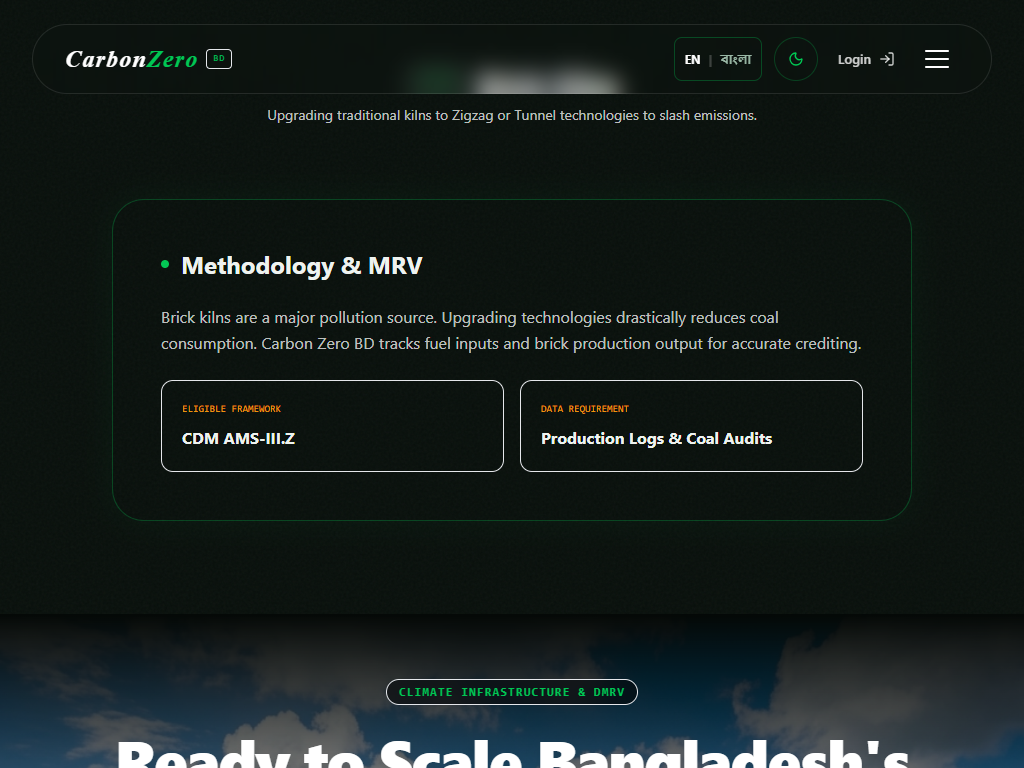 CarbonZero BD
EN | বাংলা
Login
Upgrading traditional kilns to Zigzag or Tunnel technologies to slash emissions.
Methodology & MRV
Brick kilns are a major pollution source. Upgrading technologies drastically reduces coal
consumption. Carbon Zero BD tracks fuel inputs and brick production output for accurate crediting.
ELIGIBLE FRAMEWORK
CDM AMS-III.Z
DATA REQUIREMENT
Production Logs & Coal Audits
CLIMATE INFRASTRUCTURE & DMRV
Ready to Scale Bangladesh's